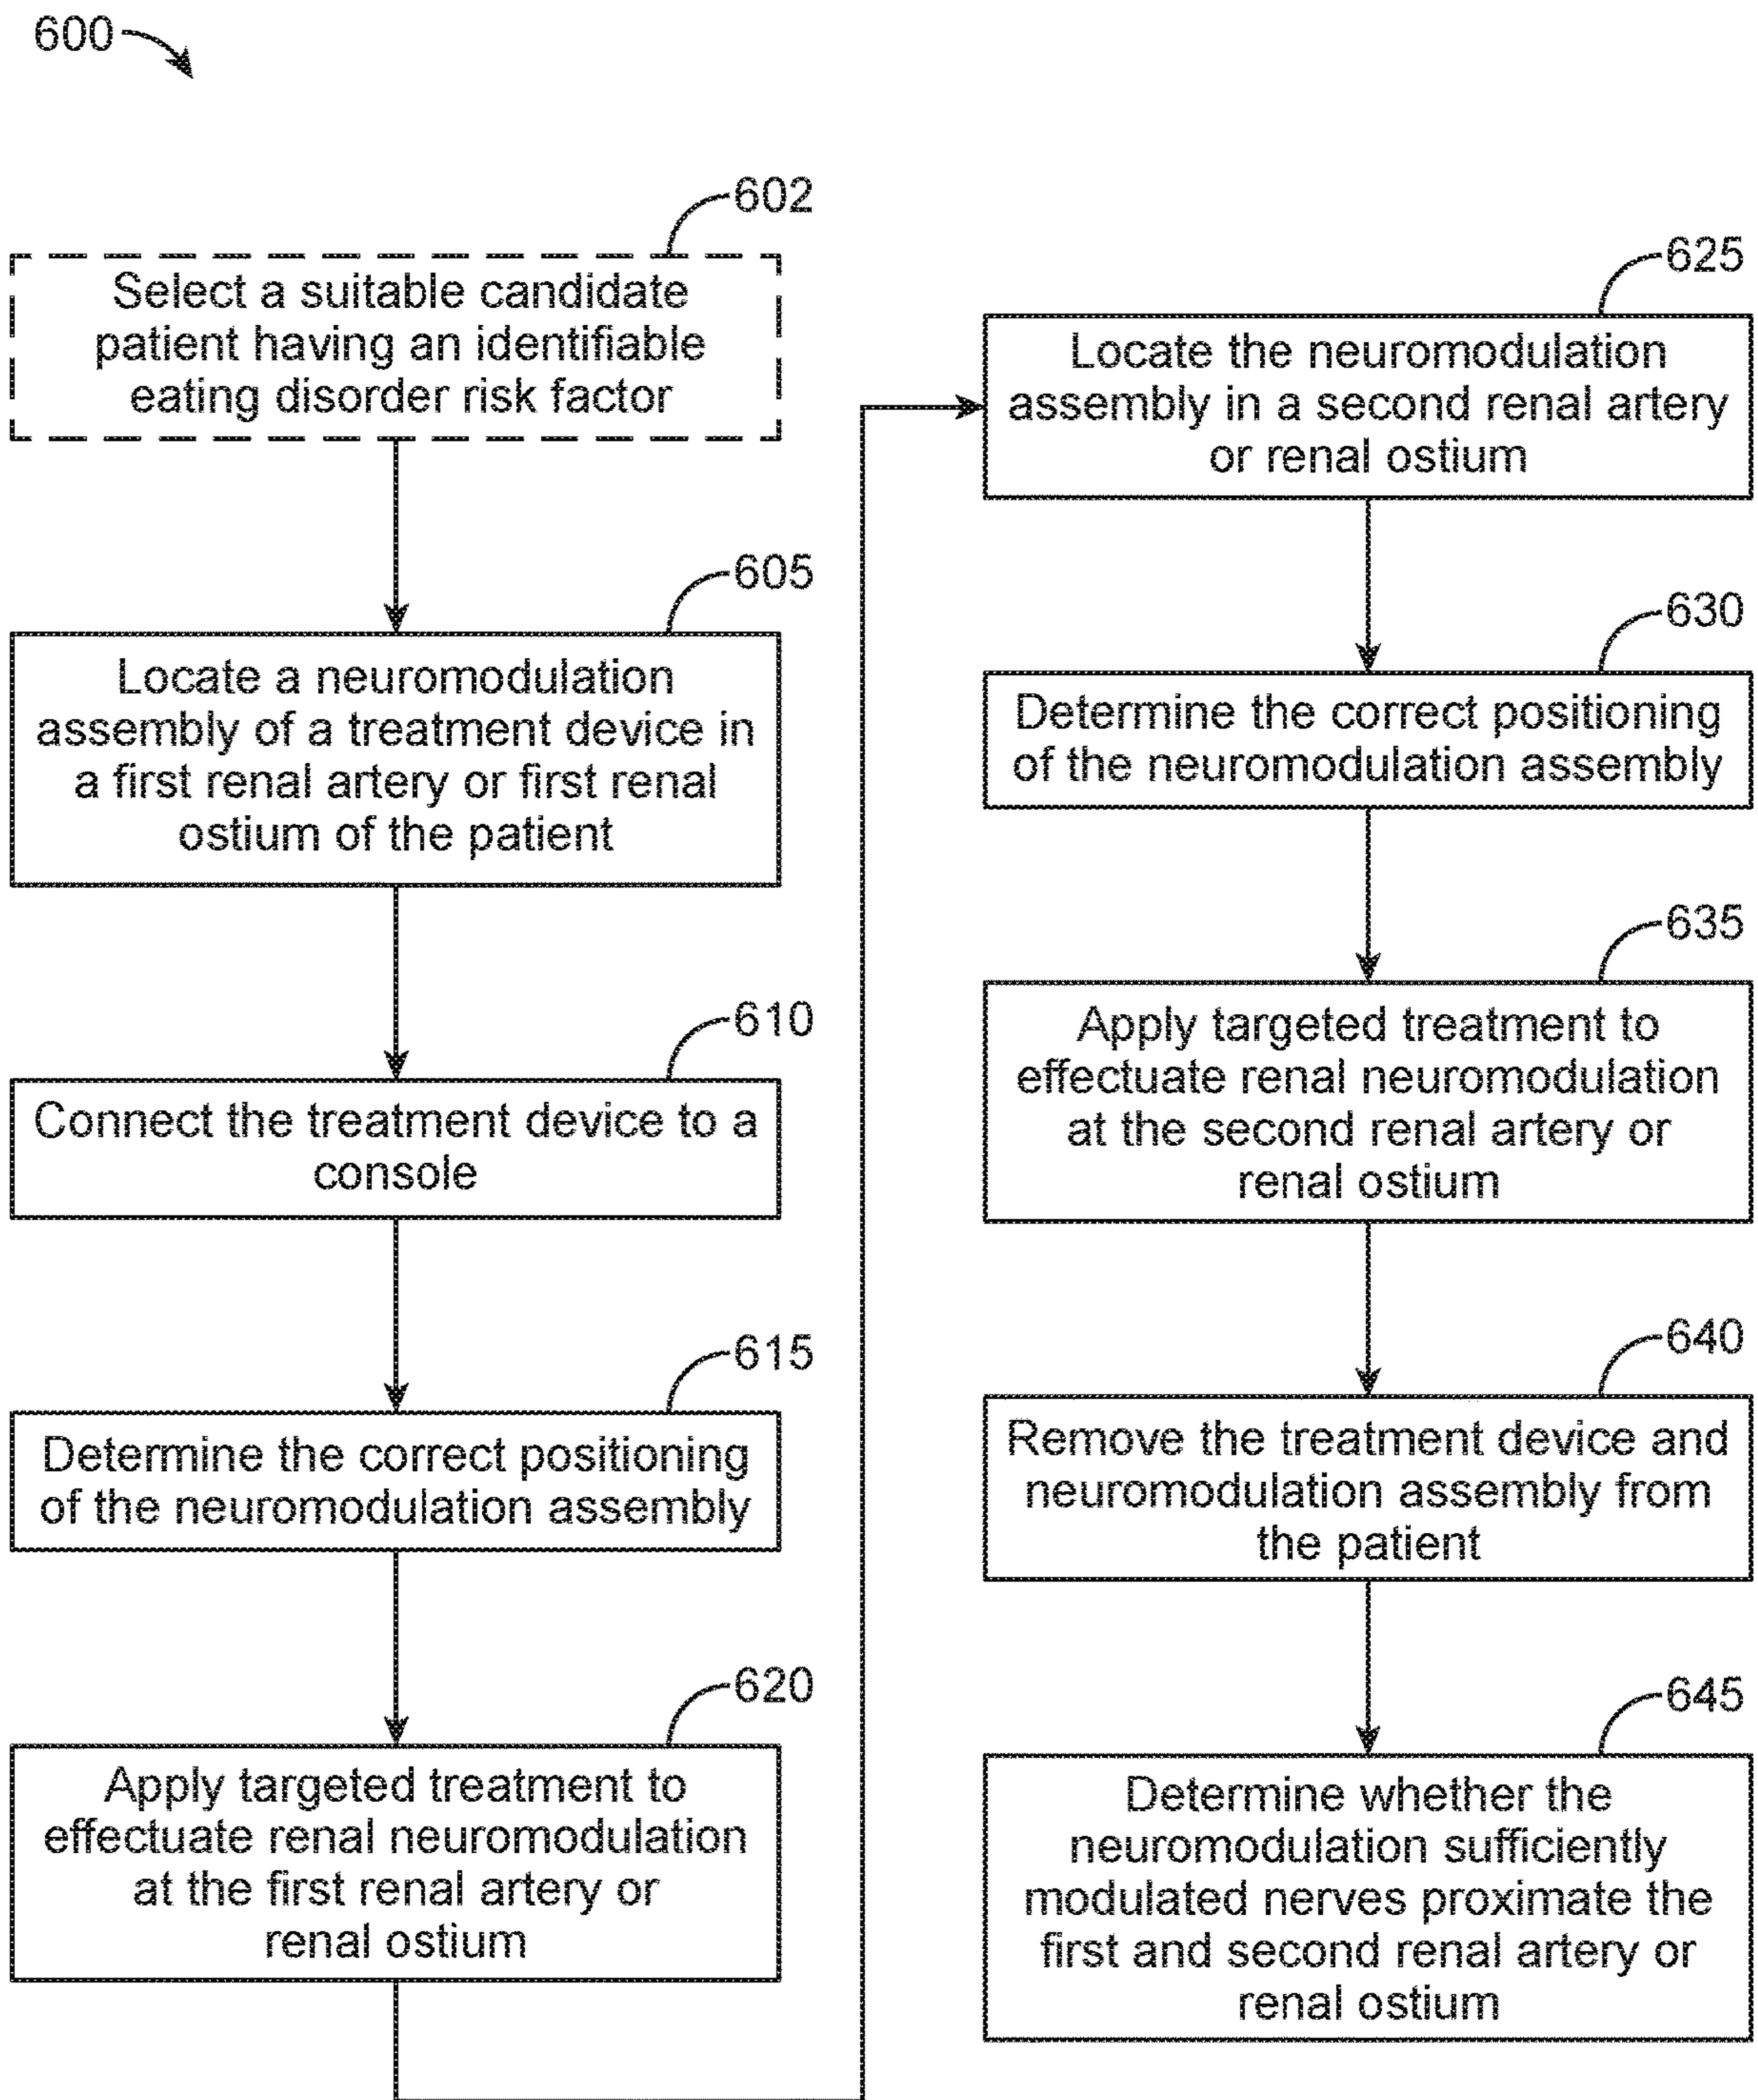 600
602
Select a suitable candidate
patient having an identifiable
eating disorder risk factor
605
Locate a neuromodulation
assembly of a treatment device in
a first renal artery or first renal
ostium of the patient
610
Connect the treatment device to a
console
615
Determine the correct positioning
of the neuromodulation assembly
620
Apply targeted treatment to
effectuate renal neuromodulation
at the first renal artery or
renal ostium
625
Locate the neuromodulation
assembly in a second renal artery
or renal ostium
630
Determine the correct positioning
of the neuromodulation assembly
635
Apply targeted treatment to
effectuate renal neuromodulation
at the second renal artery or
renal ostium
640
Remove the treatment device and
neuromodulation assembly from
the patient
645
Determine whether the
neuromodulation sufficiently
modulated nerves proximate the
first and second renal artery or
renal ostium